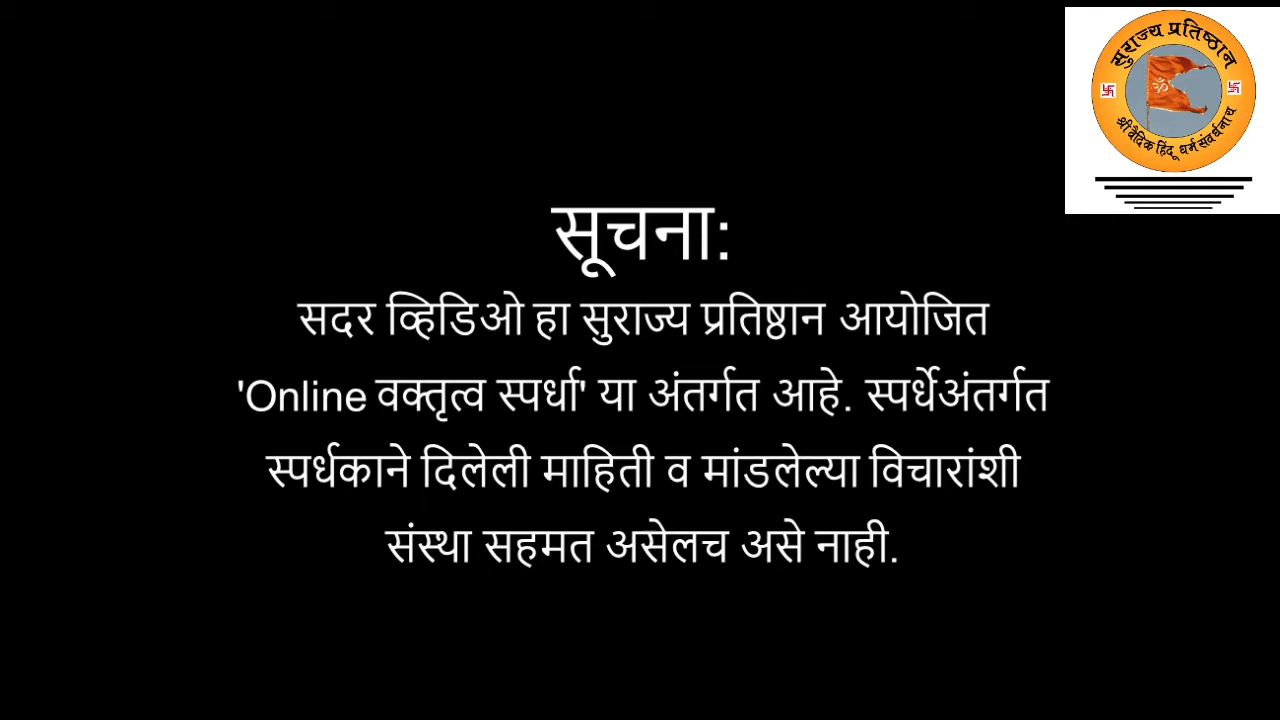 सुराज्य प्रतिष्ठान
श्री वैदिक हिंदू धर्म संवर्धनाय
सूचना:
सदर व्हिडिओ हा सुराज्य प्रतिष्ठान आयोजित
'Online वक्तृत्व स्पर्धा' या अंतर्गत आहे. स्पर्धेअंतर्गत
स्पर्धकाने दिलेली माहिती व मांडलेल्या विचारांशी
संस्था सहमत असेलच असे नाही.